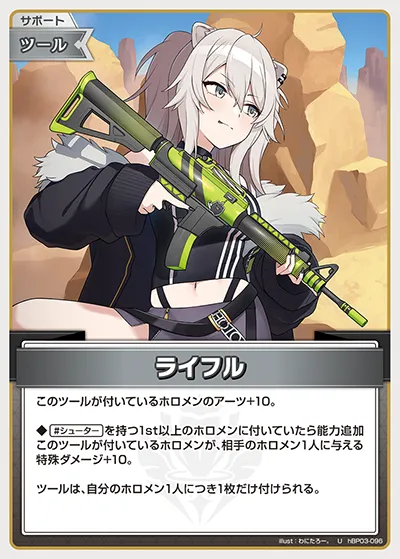 サポート
ツール
ライフル
このツールが付いているホロメンのアーツ+10。
◆#シューターを持つ1st以上のホロメンに付いていたら能力追加
このツールが付いているホロメンが、相手のホロメン1人に与える
特殊ダメージ+10。
ツールは、自分のホロメン1人につき1枚だけ付けられる。
illust:わにたろー。 U hBP03-096